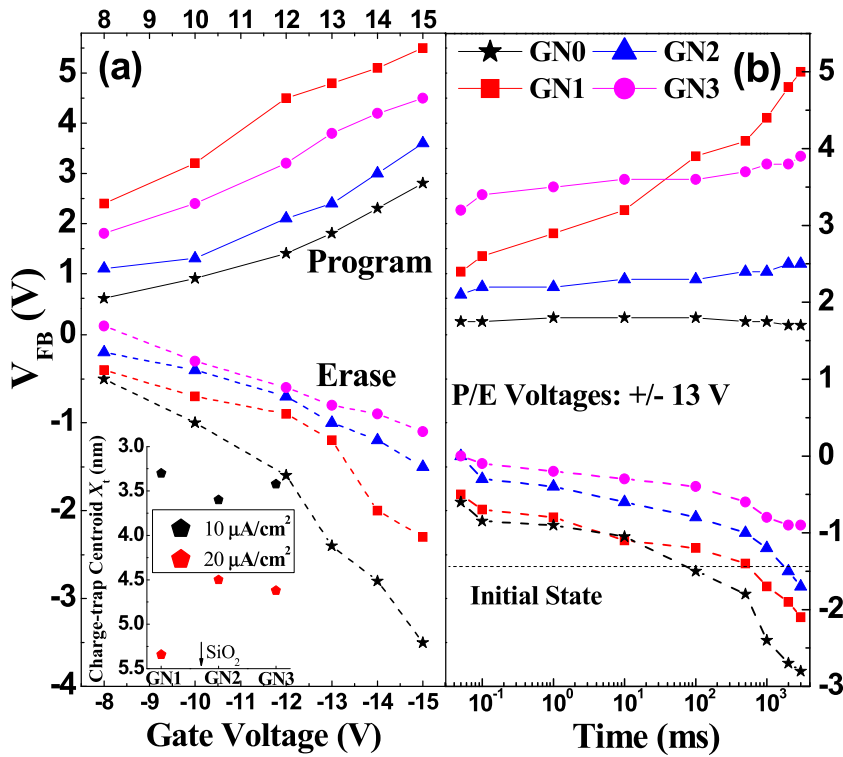 8 9 10 11 12 13 14 15
(a)
5
4
3
2
1
0
-1
-2
-3
-4
V_FB (V)
Program
Erase
Charge-trap Centroid X_t (nm)
3.0
3.5
4.0
4.5
5.0
5.5
10 μA/cm²
20 μA/cm²
SiO₂
GN1 GN2 GN3
-8 -9 -10 -11 -12 -13 -14 -15
Gate Voltage (V)
GN0 GN2
GN1 GN3
(b)
5
4
3
2
1
0
-1
-2
-3
P/E Voltages: +/- 13 V
Initial State
10⁻¹ 10⁰ 10¹ 10² 10³
Time (ms)